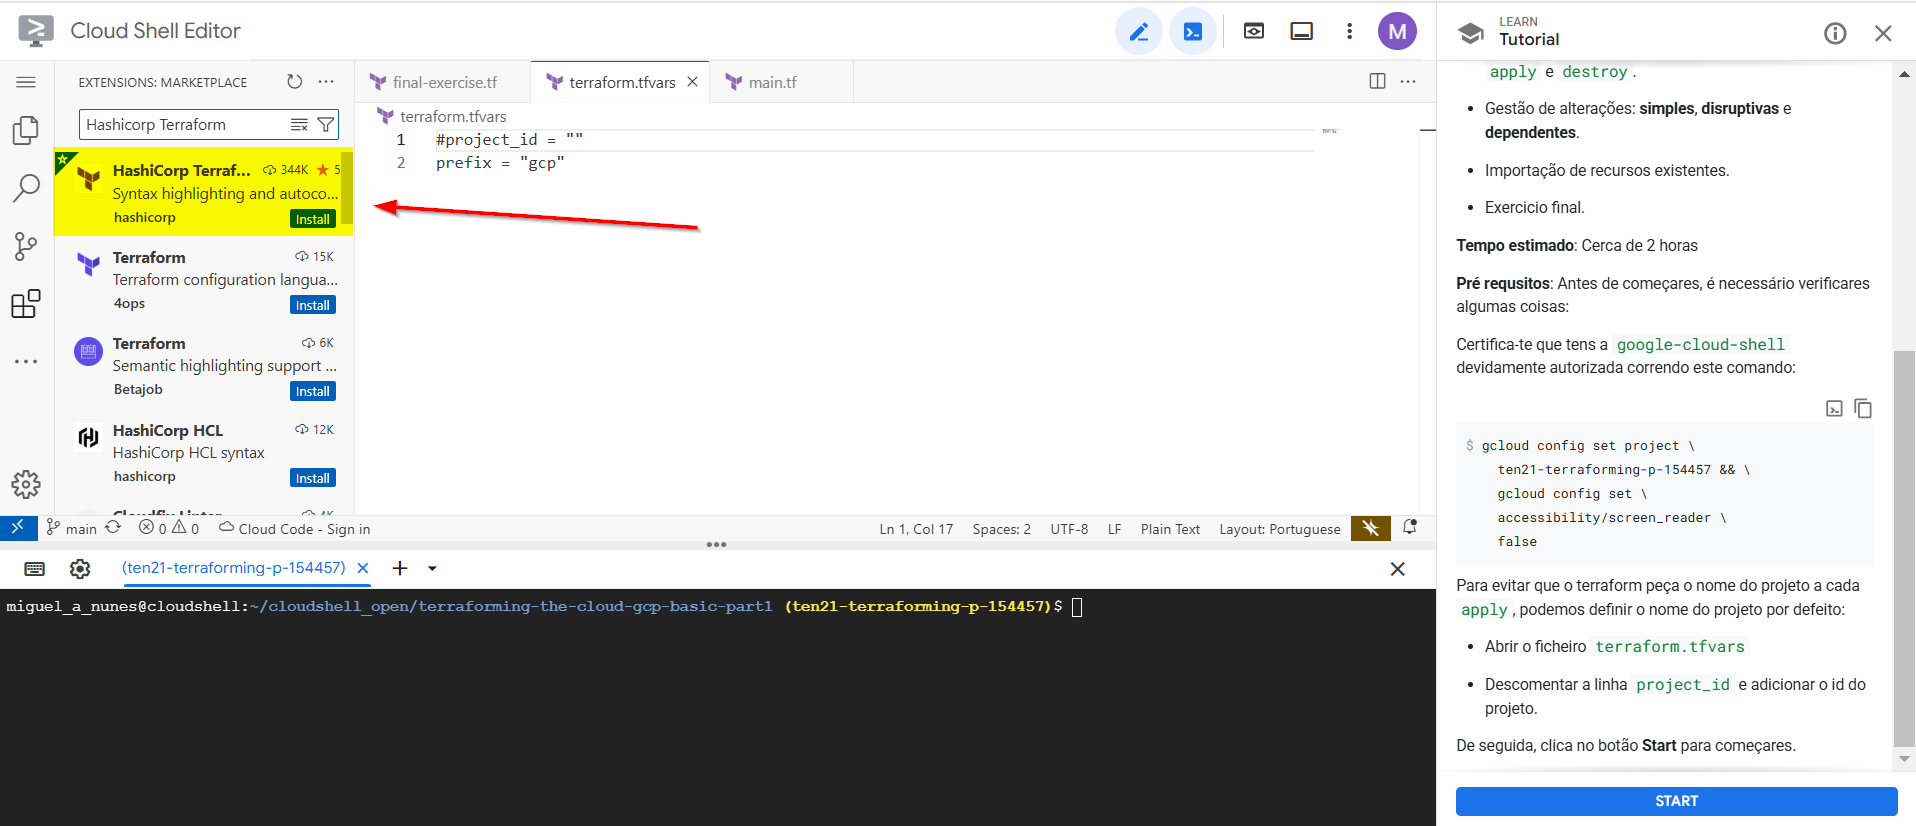 Cloud Shell Editor
M
EXTENSIONS: MARKETPLACE
Hashicorp Terraform
HashiCorp Terraf... 344K ★ 5
Syntax highlighting and autoco...
hashicorp Install
Terraform 15K
Terraform configuration langua...
4ops Install
Terraform 6K
Semantic highlighting support ...
Betajob Install
HashiCorp HCL 12K
HashiCorp HCL syntax
hashicorp Install
final-exercise.tf terraform.tfvars main.tf
terraform.tfvars
1 #project_id = ""
2 prefix = "gcp"
main 0 0 Cloud Code - Sign in Ln 1, Col 17 Spaces: 2 UTF-8 LF Plain Text Layout: Portuguese
(ten21-terraforming-p-154457)
miguel_a_nunes@cloudshell:~/cloudshell_open/terraforming-the-cloud-gcp-basic-part1 (ten21-terraforming-p-154457)$
LEARN
Tutorial
apply e destroy.
• Gestão de alterações: simples, disruptivas e
dependentes.
• Importação de recursos existentes.
• Exercicio final.
Tempo estimado: Cerca de 2 horas
Pré requsitos: Antes de começares, é necessário verificares
algumas coisas:
Certifica-te que tens a google-cloud-shell
devidamente autorizada correndo este comando:
$ gcloud config set project \
ten21-terraforming-p-154457 && \
gcloud config set \
accessibility/screen_reader \
false
Para evitar que o terraform peça o nome do projeto a cada
apply, podemos definir o nome do projeto por defeito:
• Abrir o ficheiro terraform.tfvars
• Descomentar a linha project_id e adicionar o id do
projeto.
De seguida, clica no botão Start para começares.
START